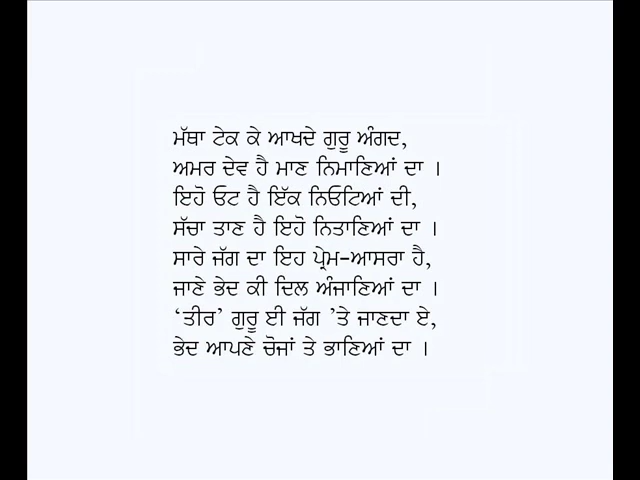 ਮੱਥਾ ਟੇਕ ਕੇ ਆਖਦੇ ਗੁਰੂ ਅੰਗਦ,
ਅਮਰ ਦੇਵ ਹੈ ਮਾਣ ਨਿਮਾਣਿਆਂ ਦਾ ।
ਇਹੋ ਓਟ ਹੈ ਇੱਕ ਨਿਓਟਿਆਂ ਦੀ,
ਸੱਚਾ ਤਾਣ ਹੈ ਇਹੋ ਨਿਤਾਣਿਆਂ ਦਾ ।
ਸਾਰੇ ਜੱਗ ਦਾ ਇਹ ਪ੍ਰੇਮ-ਆਸਰਾ ਹੈ,
ਜਾਣੇ ਭੇਦ ਕੀ ਦਿਲ ਅੰਜਾਣਿਆਂ ਦਾ ।
‘ਤੀਰ’ ਗੁਰੂ ਈ ਜੱਗ ’ਤੇ ਜਾਣਦਾ ਏ,
ਭੇਦ ਆਪਣੇ ਚੋਜਾਂ ਤੇ ਭਾਣਿਆਂ ਦਾ ।